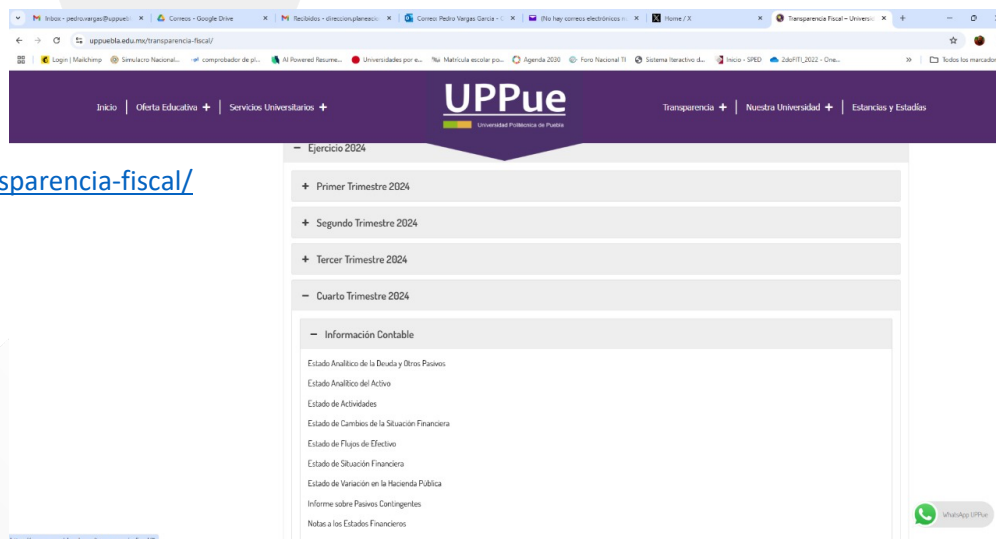 Inbox - pedro.vargas@uppuebl
Correos - Google Drive
Recibidos - direccion.planeacio
Correo: Pedro Vargas Garcia - 
(No hay correos electrónicos n
Home / X
Transparencia Fiscal – Universid
uppuebla.edu.mx/transparencia-fiscal/
Login | Mailchimp
Simulacro Nacional...
comprobador de pl...
AI Powered Resume...
Universidades por e...
Matrícula escolar po...
Agenda 2030
Foro Nacional TI
Sistema Iteractivo d...
Inicio - SPED
2doFITI_2022 - One...
Todos los marcador
Inicio | Oferta Educativa + | Servicios Universitarios +
UPPue
Universidad Politécnica de Puebla
Transparencia + | Nuestra Universidad + | Estancias y Estadías
sparencia-fiscal/
– Ejercicio 2024
+ Primer Trimestre 2024
+ Segundo Trimestre 2024
+ Tercer Trimestre 2024
– Cuarto Trimestre 2024
– Información Contable
Estado Analítico de la Deuda y Otros Pasivos
Estado Analítico del Activo
Estado de Actividades
Estado de Cambios de la Situación Financiera
Estado de Flujos de Efectivo
Estado de Situación Financiera
Estado de Variación en la Hacienda Pública
Informe sobre Pasivos Contingentes
Notas a los Estados Financieros
WhatsApp UPPue